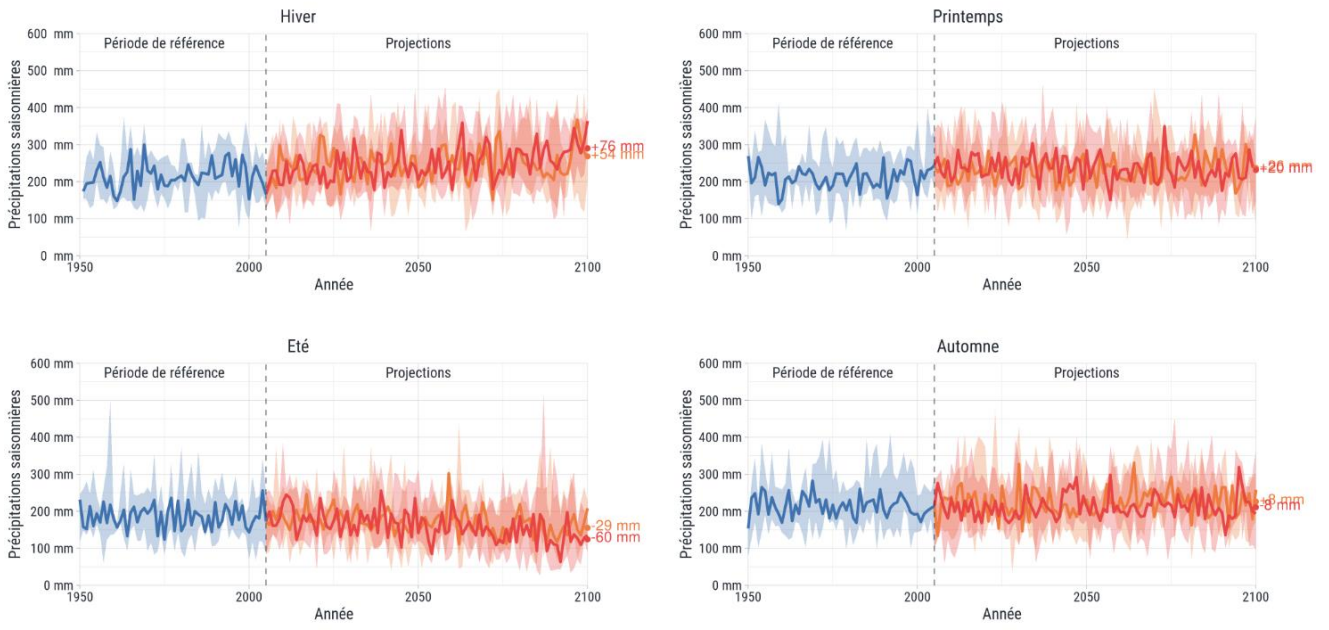 Hiver
Période de référence
Projections
600 mm
500 mm
400 mm
300 mm
200 mm
100 mm
0 mm
Précipitations saisonnières
+76 mm
+54 mm
1950
2000
2050
2100
Année
Printemps
Période de référence
Projections
600 mm
500 mm
400 mm
300 mm
200 mm
100 mm
0 mm
Précipitations saisonnières
+20 mm
1950
2000
2050
2100
Année
Eté
Période de référence
Projections
600 mm
500 mm
400 mm
300 mm
200 mm
100 mm
0 mm
Précipitations saisonnières
-29 mm
-60 mm
1950
2000
2050
2100
Année
Automne
Période de référence
Projections
600 mm
500 mm
400 mm
300 mm
200 mm
100 mm
0 mm
Précipitations saisonnières
+8 mm
-8 mm
1950
2000
2050
2100
Année